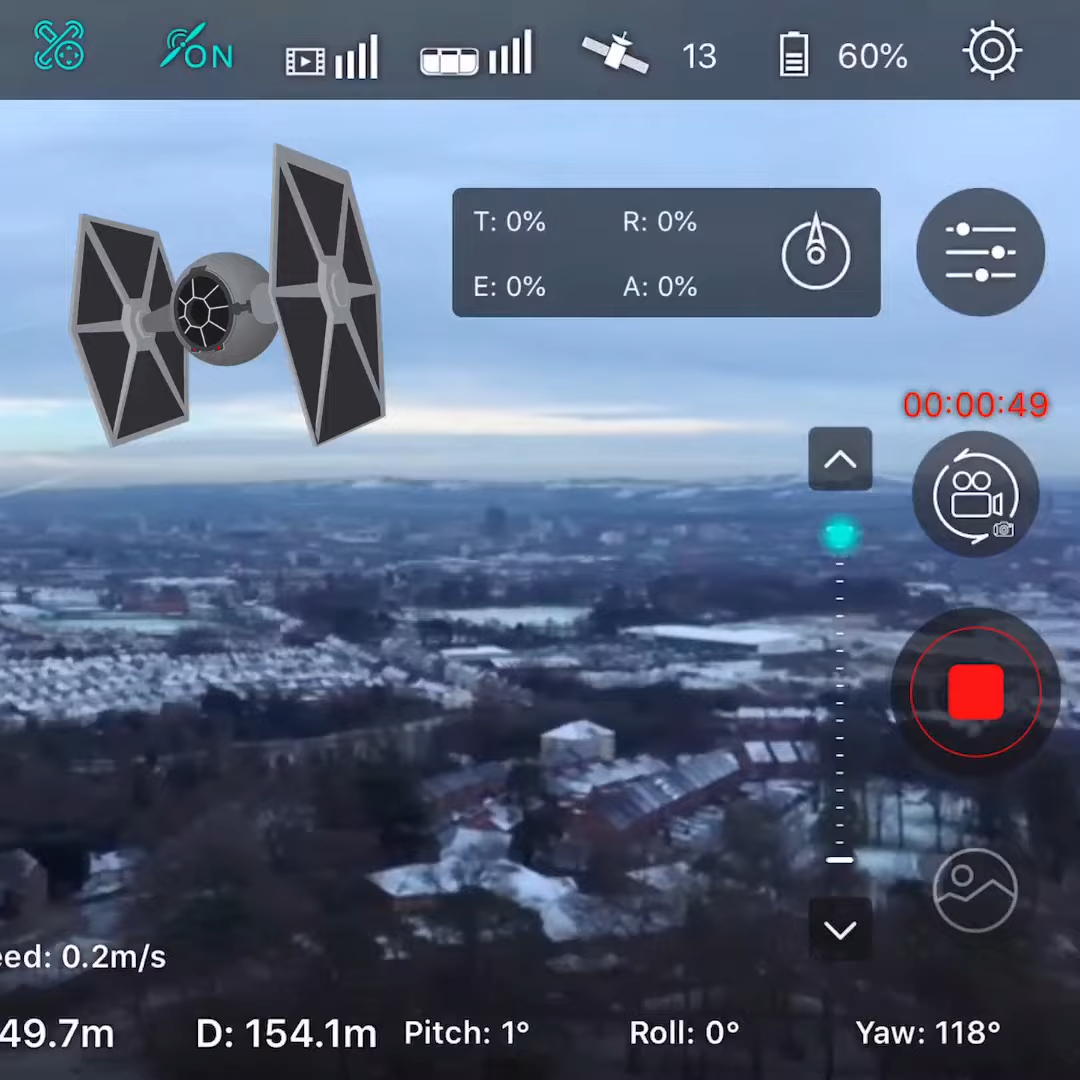 ON
13
60%
T: 0% R: 0%
E: 0% A: 0%
00:00:49
eed: 0.2m/s
49.7m D: 154.1m Pitch: 1° Roll: 0° Yaw: 118°